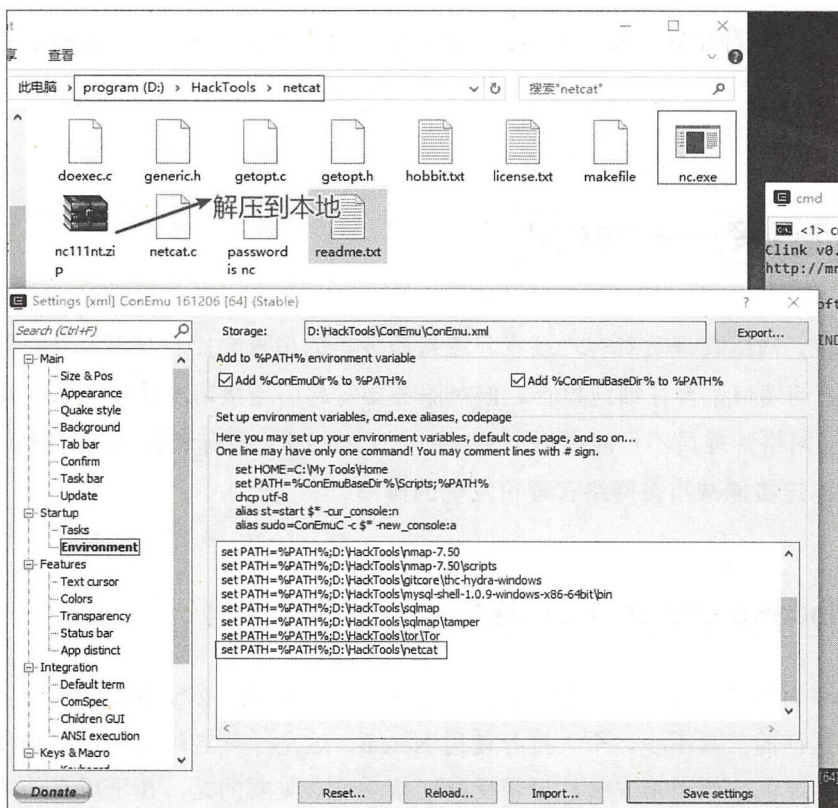 查看
此电脑 › program (D:) › HackTools › netcat
搜索"netcat"
doexec.c
generic.h
getopt.c
getopt.h
hobbit.txt
license.txt
makefile
nc.exe
解压到本地
nc111nt.zi
p
netcat.c
password
is nc
readme.txt
cmd
<1> c
Clink v0.
http://m
oft
IND
Settings [xml] ConEmu 161206 [64] {Stable}
Search (Ctrl+F)
Storage:
D:\HackTools\ConEmu\ConEmu.xml
Export...
Main
Size & Pos
Appearance
Quake style
Background
Tab bar
Confirm
Task bar
Update
Startup
Tasks
Environment
Features
Text cursor
Colors
Transparency
Status bar
App distinct
Integration
Default term
ComSpec
Children GUI
ANSI execution
Keys & Macro
Add to %PATH% environment variable
Add %ConEmuDir% to %PATH%
Add %ConEmuBaseDir% to %PATH%
Set up environment variables, cmd.exe aliases, codepage
Here you may set up your environment variables, default code page, and so on...
One line may have only one command! You may comment lines with # sign.
set HOME=C:\My Tools\Home
set PATH=%ConEmuBaseDir%\Scripts;%PATH%
chcp utf-8
alias st=start $* -cur_console:n
alias sudo=ConEmuC -c $* -new_console:a
set PATH=%PATH%;D:\HackTools\nmap-7.50
set PATH=%PATH%;D:\HackTools\nmap-7.50\scripts
set PATH=%PATH%;D:\HackTools\gitcore\thc-hydra-windows
set PATH=%PATH%;D:\HackTools\mysql-shell-1.0.9-windows-x86-64bit\bin
set PATH=%PATH%;D:\HackTools\sqlmap
set PATH=%PATH%;D:\HackTools\sqlmap\tamper
set PATH=%PATH%;D:\HackTools\tor\Tor
set PATH=%PATH%;D:\HackTools\netcat
Donate
Reset...
Reload...
Import...
Save settings
[64]